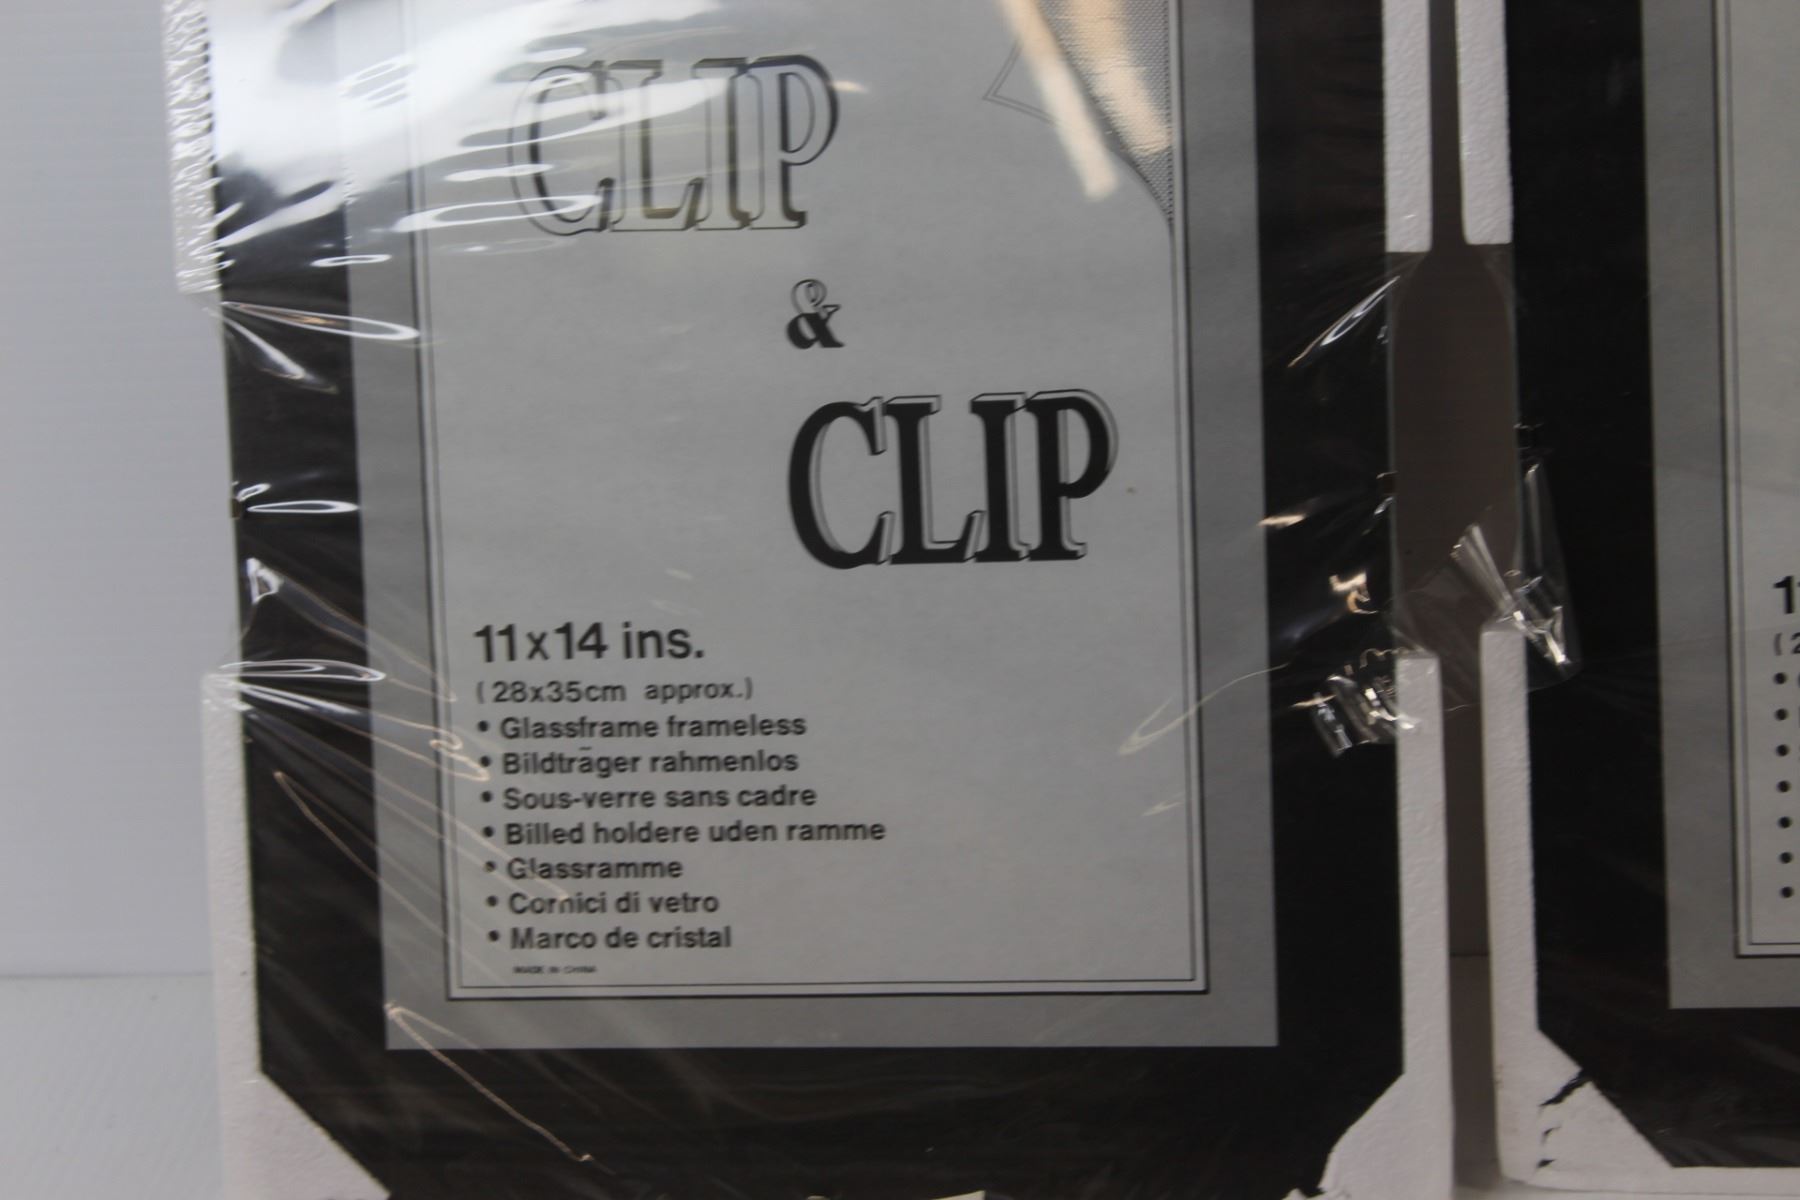 CLIP
&
CLIP
11x14 ins.
(28x35cm approx.)
• Glassframe frameless
• Bildträger rahmenlos
• Sous-verre sans cadre
• Billed holdere uden ramme
• Glassramme
• Cornici di vetro
• Marco de cristal
MADE IN CHINA